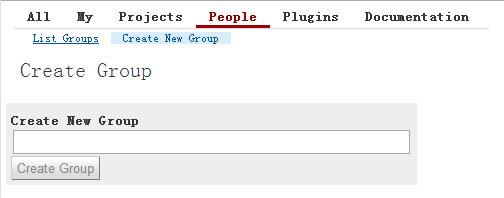 All My Projects People Plugins Documentation
List Groups Create New Group
Create Group
Create New Group
Create Group